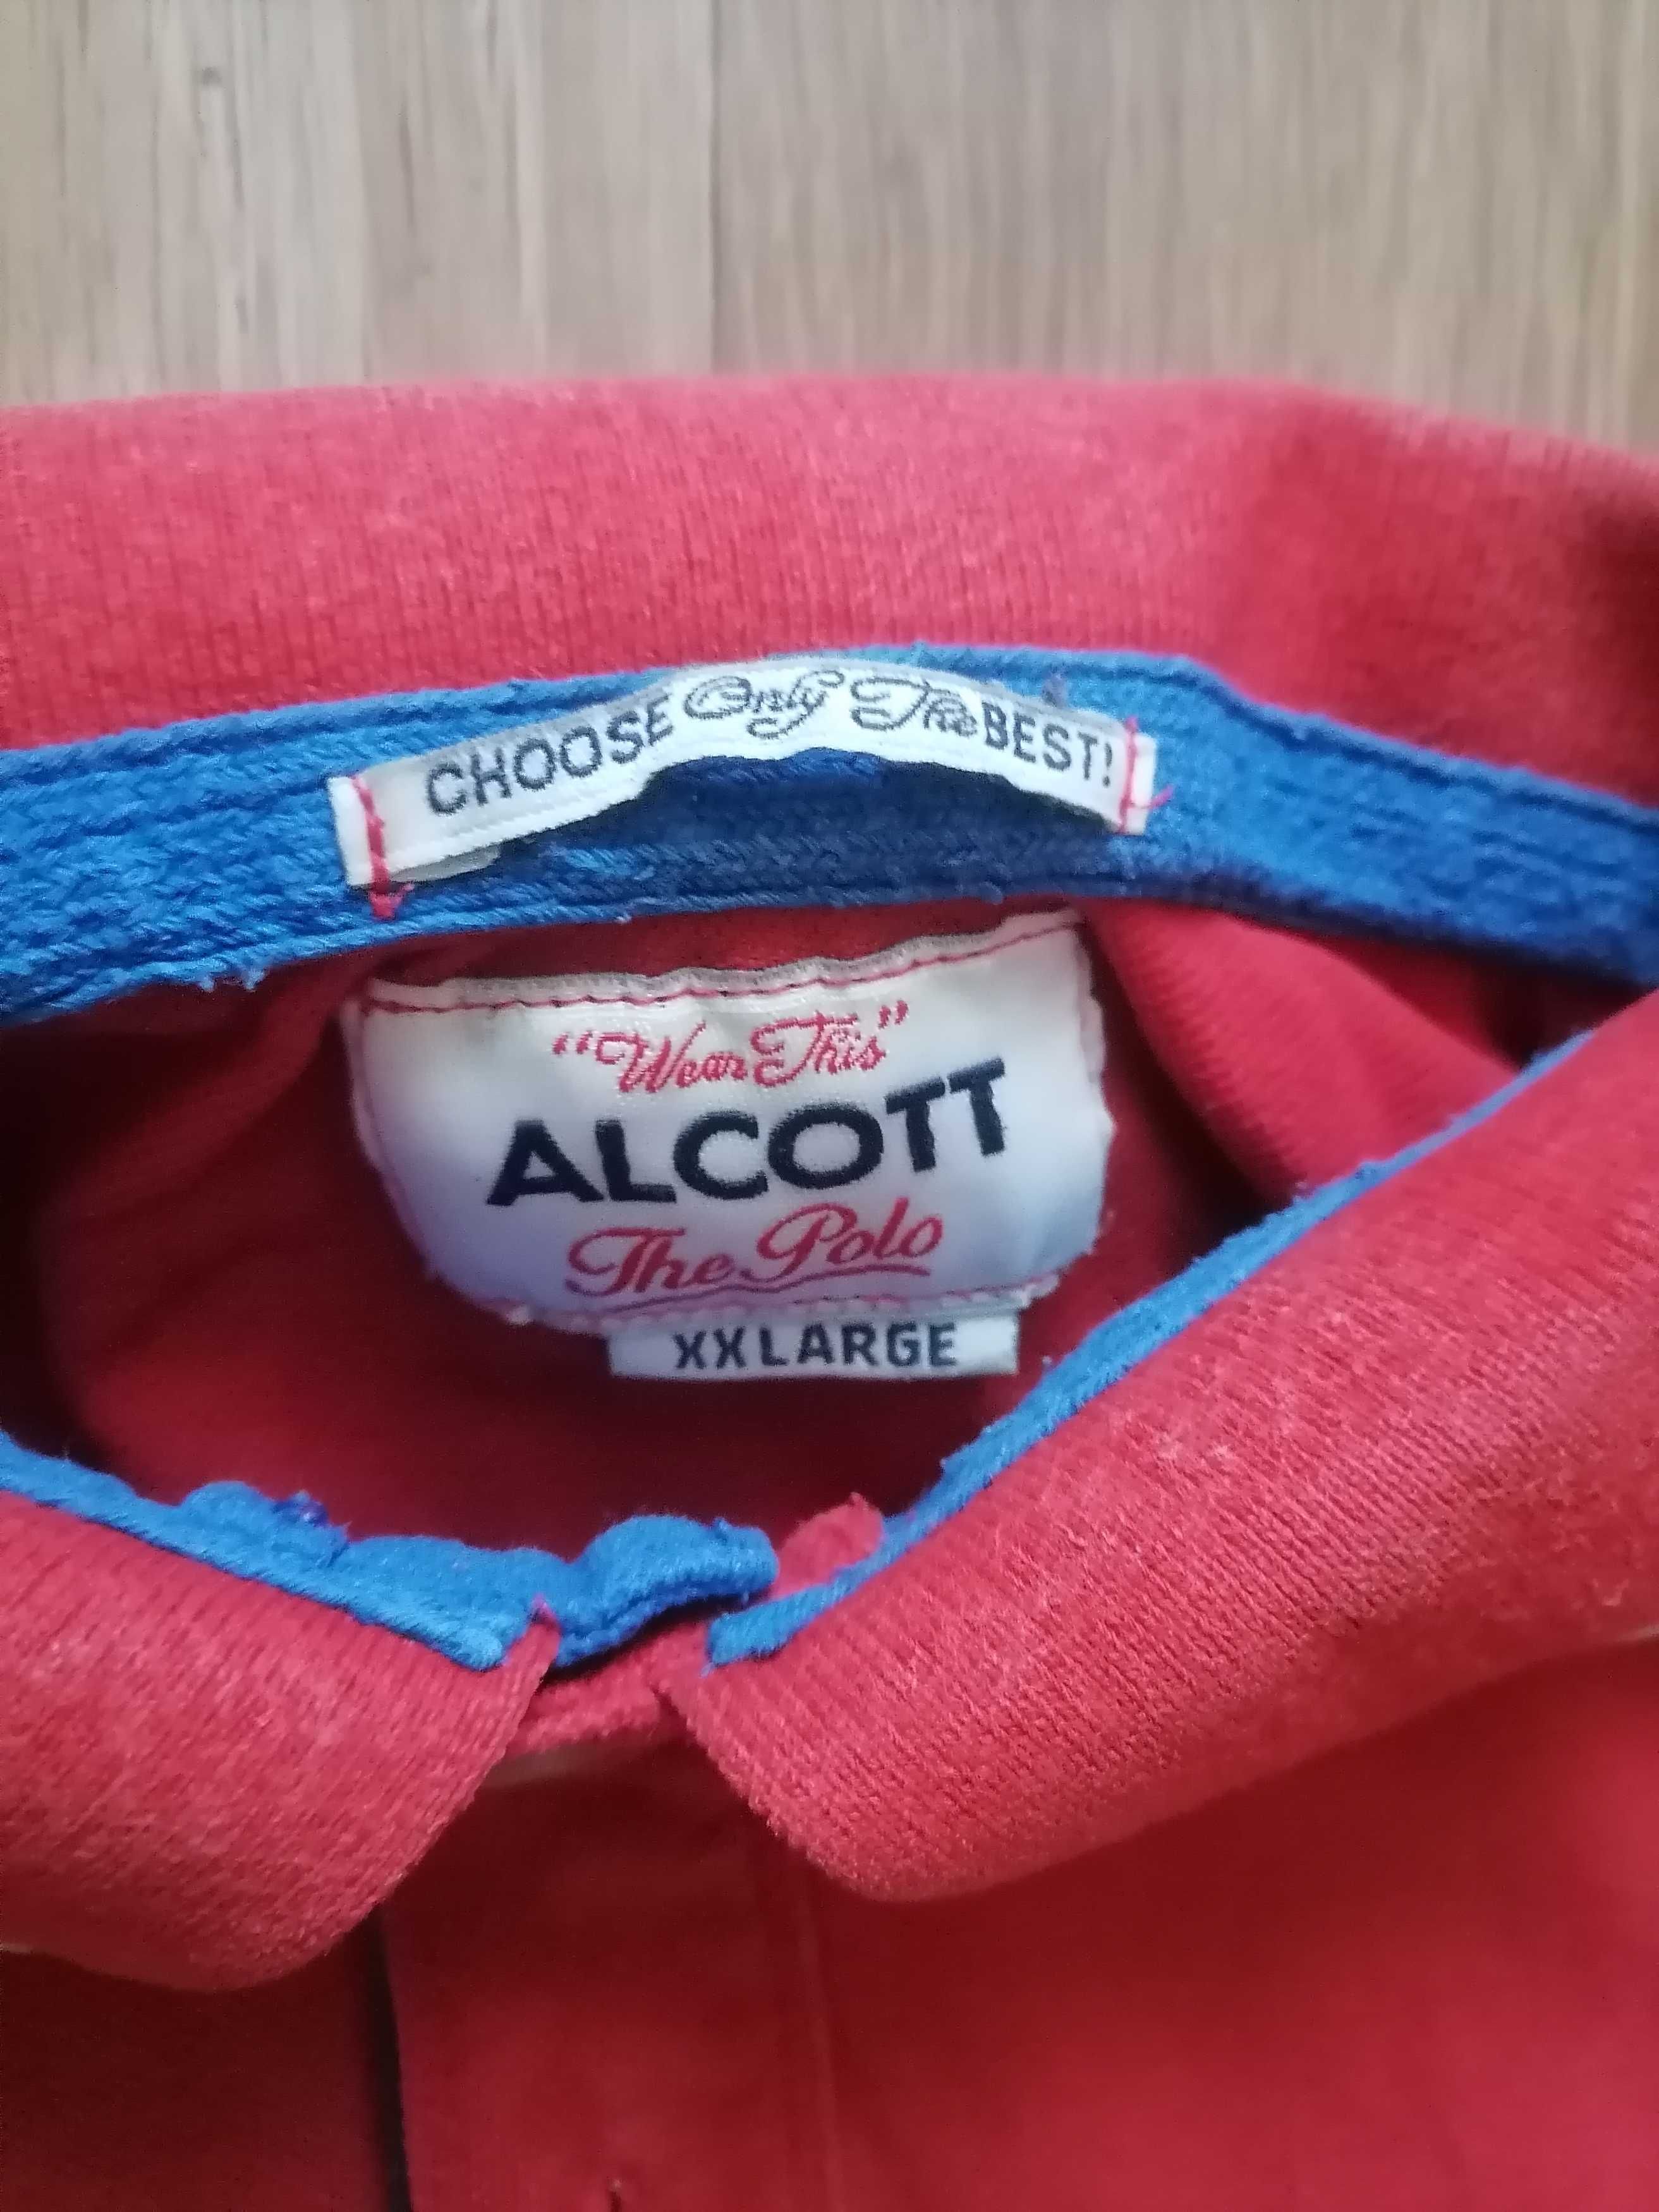 CHOOSE Only The BEST!
"Wear This"
ALCOTT
The Polo
XXLARGE